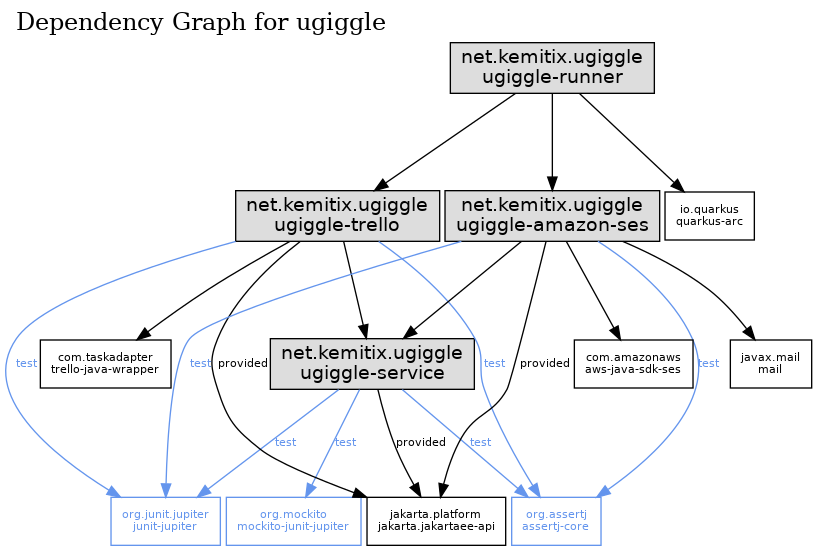 Dependency Graph for ugiggle
net.kemitix.ugiggle
ugiggle-runner
net.kemitix.ugiggle
ugiggle-trello
net.kemitix.ugiggle
ugiggle-amazon-ses
io.quarkus
quarkus-arc
test
com.taskadapter
trello-java-wrapper
test
provided
net.kemitix.ugiggle
ugiggle-service
test
provided
com.amazonaws
aws-java-sdk-ses
test
javax.mail
mail
test
test
provided
test
org.junit.jupiter
junit-jupiter
org.mockito
mockito-junit-jupiter
jakarta.platform
jakarta.jakartaee-api
org.assertj
assertj-core